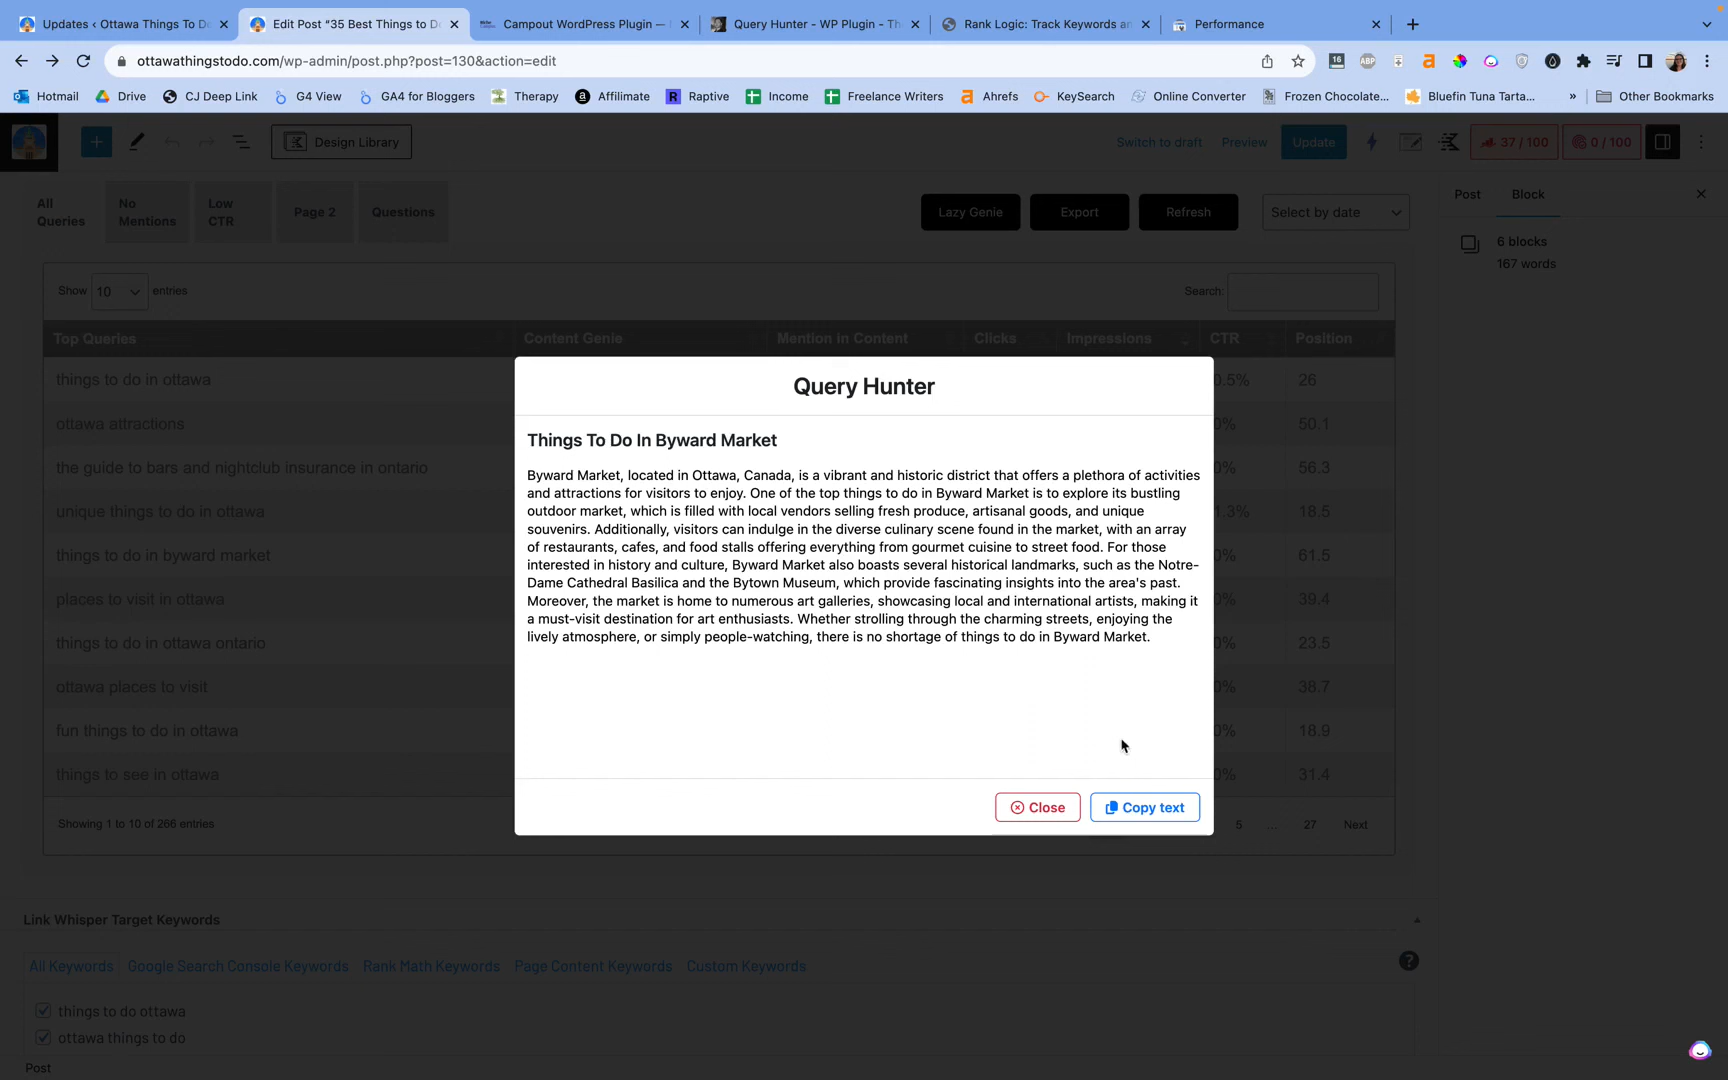 Updates ‹ Ottawa Things To D
Edit Post "35 Best Things to D
Campout WordPress Plugin —
Query Hunter - WP Plugin - Th
Rank Logic: Track Keywords an
Performance
ottawathingstodo.com/wp-admin/post.php?post=130&action=edit
16
ABP
Hotmail
Drive
CJ Deep Link
G4 View
GA4 for Bloggers
Therapy
Affilimate
Raptive
Income
Freelance Writers
Ahrefs
KeySearch
Online Converter
Frozen Chocolate...
Bluefin Tuna Tarta...
»
Other Bookmarks
Design Library
Switch to draft
Preview
Update
37 / 100
0 / 100
All Queries
No Mentions
Low CTR
Page 2
Questions
Lazy Genie
Export
Refresh
Select by date
Post
Block
6 blocks
167 words
Show 10 entries
Search:
Top Queries
Content Genie
Mention in Content
Clicks
Impressions
CTR
Position
things to do in ottawa
0.5%
26
ottawa attractions
0%
50.1
the guide to bars and nightclub insurance in ontario
0%
56.3
unique things to do in ottawa
1.3%
18.5
things to do in byward market
0%
61.5
places to visit in ottawa
0%
39.4
things to do in ottawa ontario
0%
23.5
ottawa places to visit
0%
38.7
fun things to do in ottawa
0%
18.9
things to see in ottawa
0%
31.4
Showing 1 to 10 of 266 entries
5
...
27
Next
Query Hunter
Things To Do In Byward Market
Byward Market, located in Ottawa, Canada, is a vibrant and historic district that offers a plethora of activities
and attractions for visitors to enjoy. One of the top things to do in Byward Market is to explore its bustling
outdoor market, which is filled with local vendors selling fresh produce, artisanal goods, and unique
souvenirs. Additionally, visitors can indulge in the diverse culinary scene found in the market, with an array
of restaurants, cafes, and food stalls offering everything from gourmet cuisine to street food. For those
interested in history and culture, Byward Market also boasts several historical landmarks, such as the Notre-
Dame Cathedral Basilica and the Bytown Museum, which provide fascinating insights into the area's past.
Moreover, the market is home to numerous art galleries, showcasing local and international artists, making it
a must-visit destination for art enthusiasts. Whether strolling through the charming streets, enjoying the
lively atmosphere, or simply people-watching, there is no shortage of things to do in Byward Market.
Close
Copy text
Link Whisper Target Keywords
All Keywords
Google Search Console Keywords
Rank Math Keywords
Page Content Keywords
Custom Keywords
things to do ottawa
ottawa things to do
Post